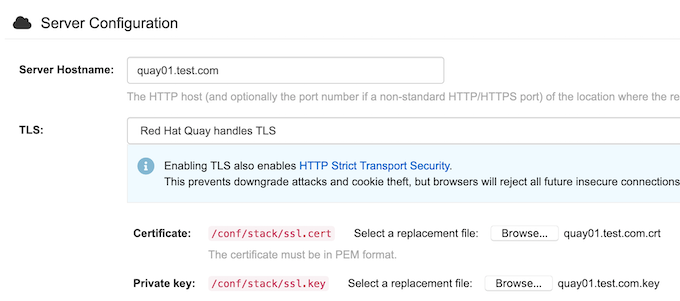 Server Configuration
Server Hostname: quay01.test.com
The HTTP host (and optionally the port number if a non-standard HTTP/HTTPS port) of the location where the re
TLS: Red Hat Quay handles TLS
Enabling TLS also enables HTTP Strict Transport Security.
This prevents downgrade attacks and cookie theft, but browsers will reject all future insecure connections
Certificate: /conf/stack/ssl.cert Select a replacement file: Browse... quay01.test.com.crt
The certificate must be in PEM format.
Private key: /conf/stack/ssl.key Select a replacement file: Browse... quay01.test.com.key